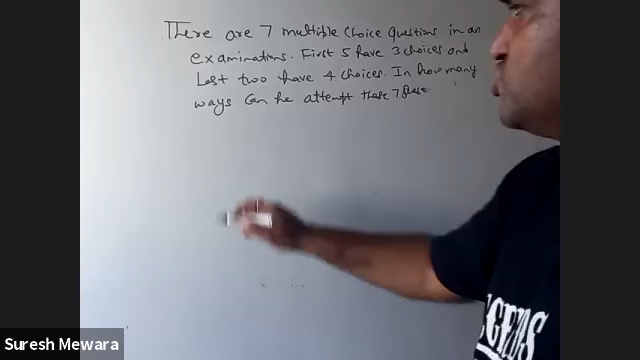 There are 7 multiple choice Questions in an
examinations. First 5 have 3 choices and
Last two have 4 choices. In how many
ways can he attempt these 7 Quest.
Suresh Mewara